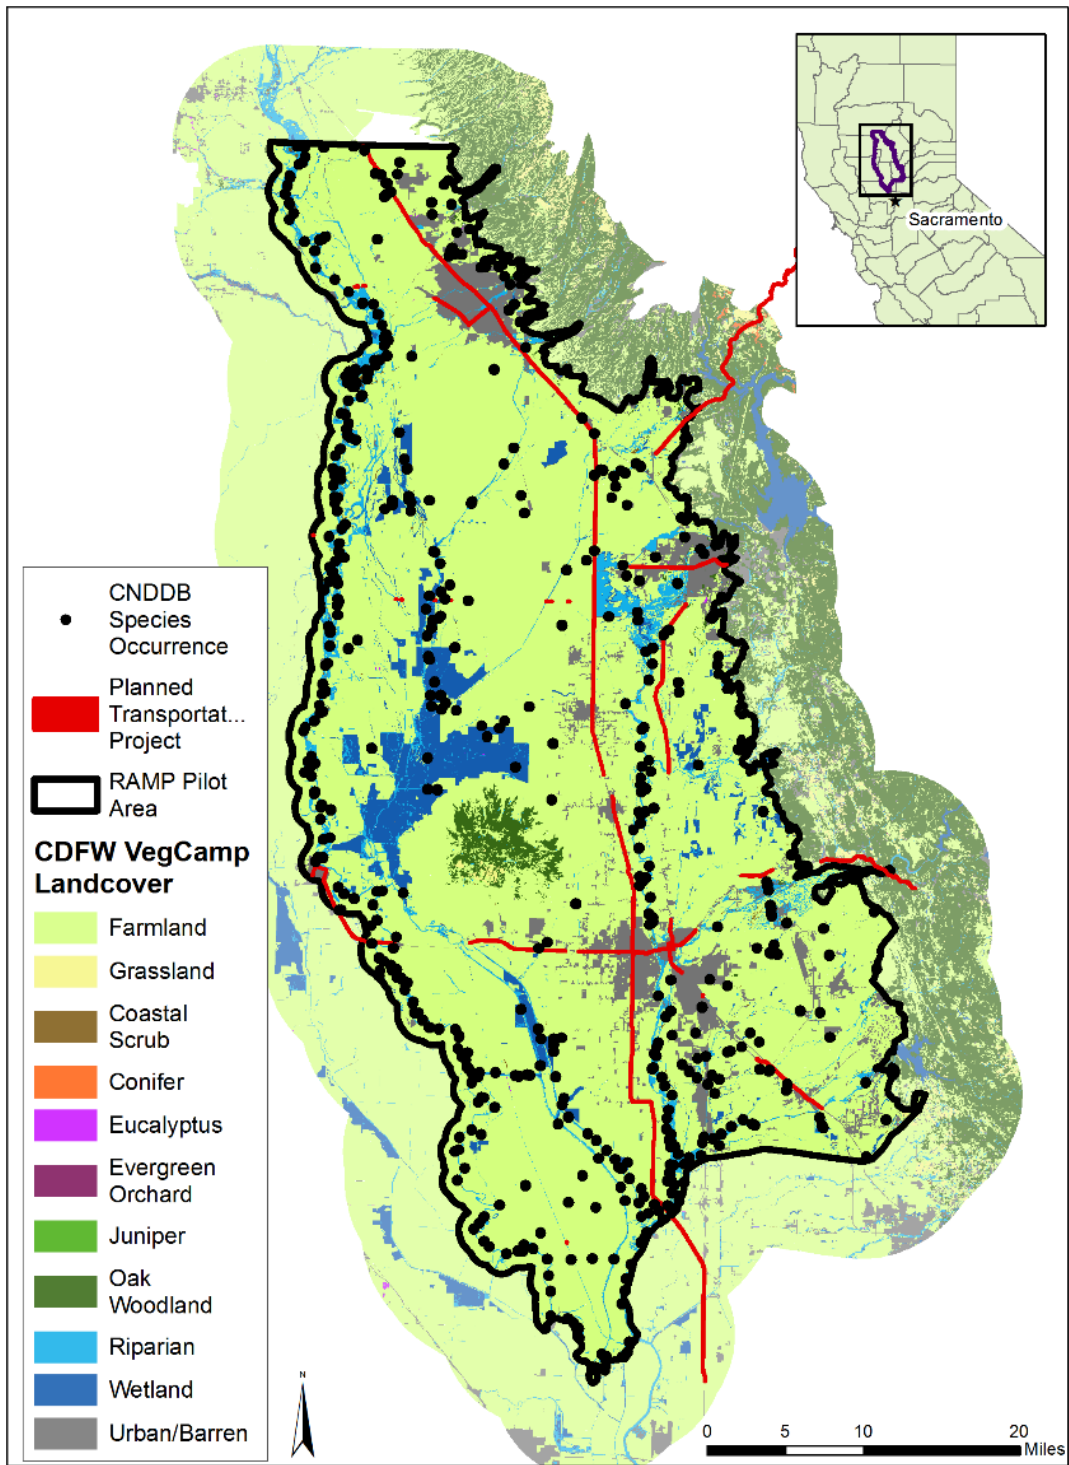 Sacramento
CNDDB
Species
Occurrence
Planned
Transportat...
Project
RAMP Pilot
Area
CDFW VegCamp
Landcover
Farmland
Grassland
Coastal
Scrub
Conifer
Eucalyptus
Evergreen
Orchard
Juniper
Oak
Woodland
Riparian
Wetland
Urban/Barren
N
0 5 10 20
Miles